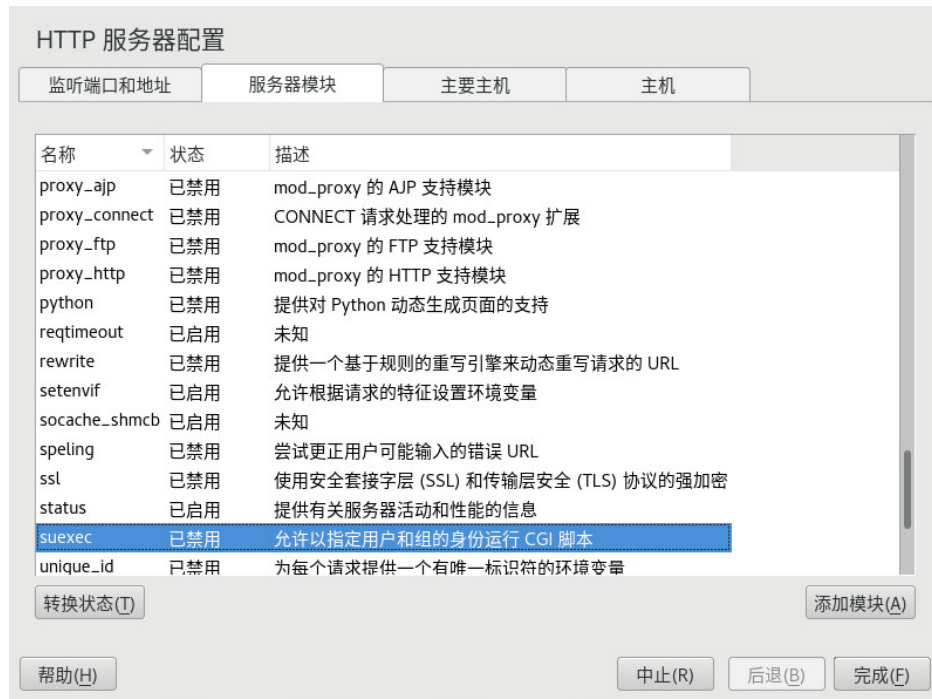 HTTP 服务器配置
监听端口和地址 服务器模块 主要主机 主机
名称 状态 描述
proxy_ajp 已禁用 mod_proxy 的 AJP 支持模块
proxy_connect 已禁用 CONNECT 请求处理的 mod_proxy 扩展
proxy_ftp 已禁用 mod_proxy 的 FTP 支持模块
proxy_http 已禁用 mod_proxy 的 HTTP 支持模块
python 已禁用 提供对 Python 动态生成页面的支持
reqtimeout 已启用 未知
rewrite 已禁用 提供一个基于规则的重写引擎来动态重写请求的 URL
setenvif 已启用 允许根据请求的特征设置环境变量
socache_shmcb 已启用 未知
speling 已禁用 尝试更正用户可能输入的错误 URL
ssl 已禁用 使用安全套接字层 (SSL) 和传输层安全 (TLS) 协议的强加密
status 已启用 提供有关服务器活动和性能的信息
suexec 已禁用 允许以指定用户和组的身份运行 CGI 脚本
unique_id 已禁用 为每个请求提供一个有唯一标识符的环境变量
转换状态(T) 添加模块(A)
帮助(H) 中止(R) 后退(B) 完成(F)